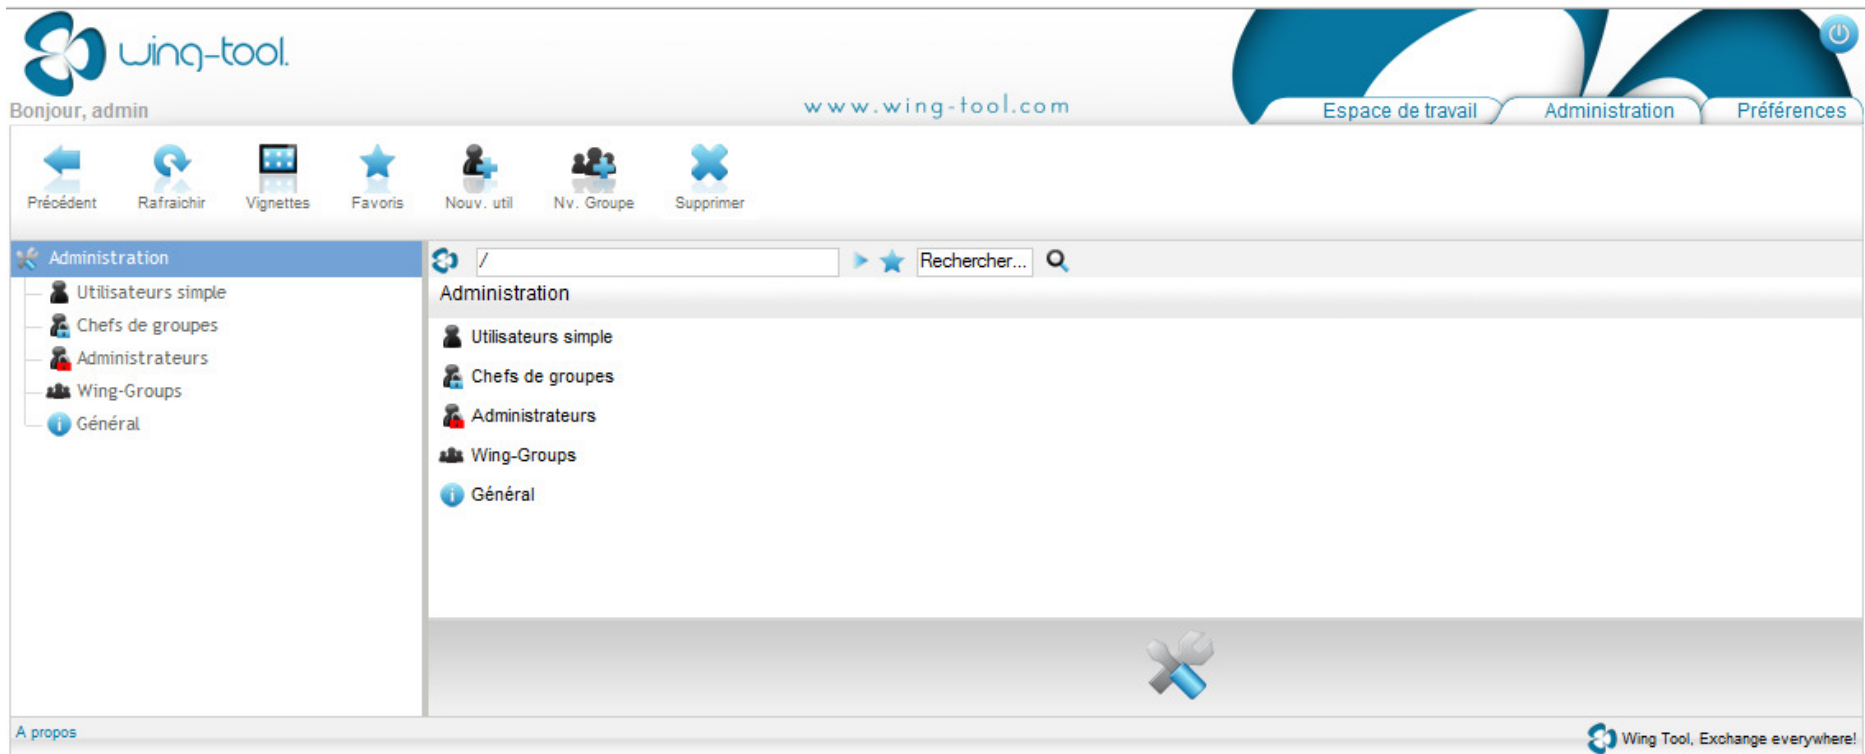 wing-tool.
Bonjour, admin
www.wing-tool.com
Espace de travail
Administration
Préférences
Précédent
Rafraichir
Vignettes
Favoris
Nouv. util
Nv. Groupe
Supprimer
Administration
Utilisateurs simple
Chefs de groupes
Administrateurs
Wing-Groups
Général
/
Rechercher...
Administration
Utilisateurs simple
Chefs de groupes
Administrateurs
Wing-Groups
Général
A propos
Wing Tool, Exchange everywhere!